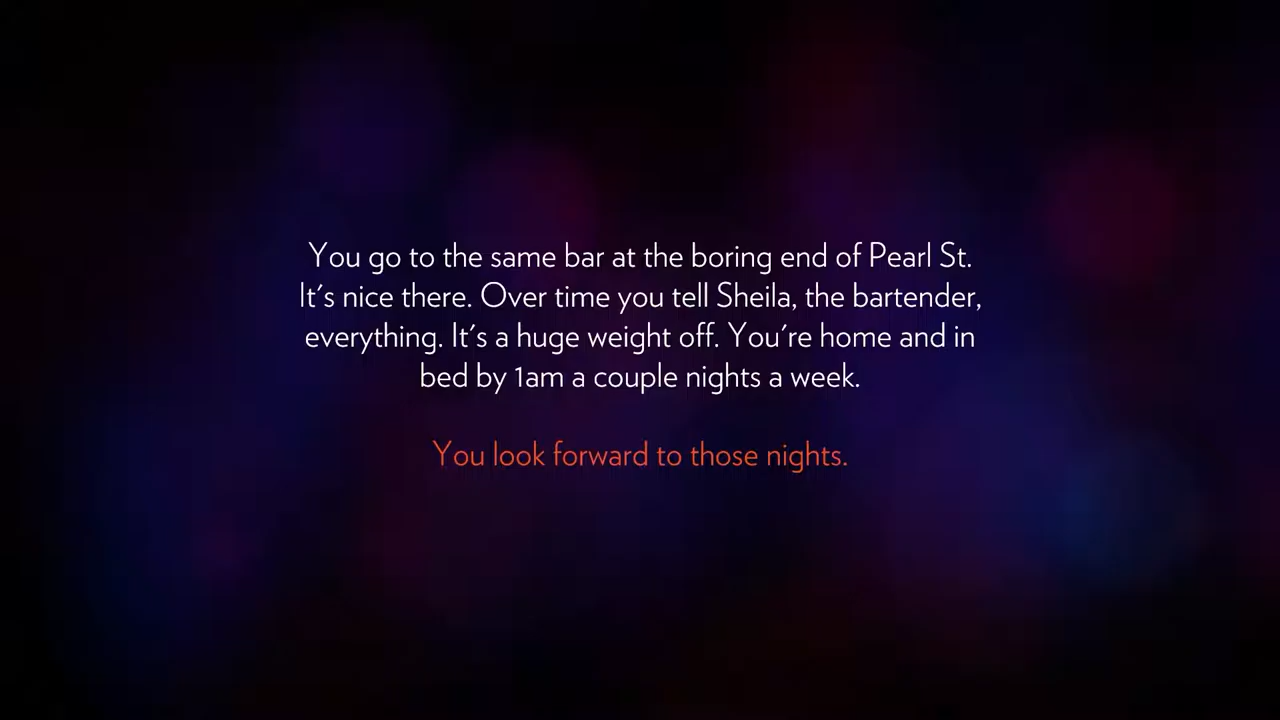 You go to the same bar at the boring end of Pearl St.
It's nice there. Over time you tell Sheila, the bartender,
everything. It's a huge weight off. You're home and in
bed by 1am a couple nights a week.
You look forward to those nights.